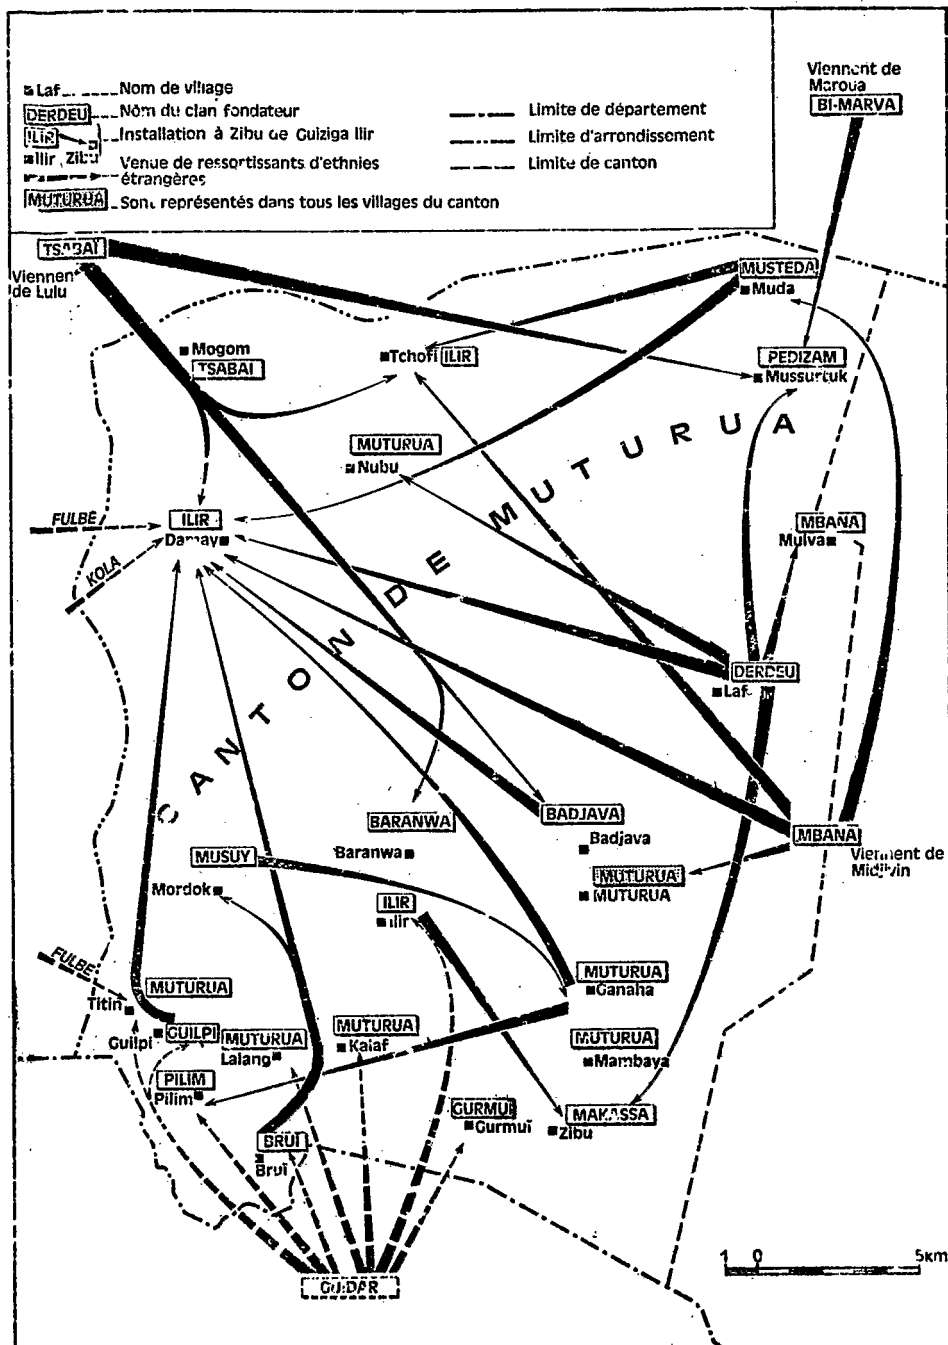 Laf
Nom de village
DERDEU
Nom du clan fondateur
ILIR
Installation à Zibu de Guiziga Ilir
Ilir Zibu
Venue de ressortissants d'ethnies
étrangères
MUTURUA
Sont représentés dans tous les villages du canton
Limite de département
Limite d'arrondissement
Limite de canton
Viennent de
Maroua
BI-MARVA
TSABAI
Viennent
de Lulu
MUSTEDA
Muda
Mogom
TSABAI
Tchofi ILIR
PEDIZAM
Mussurtuk
MUTURUA
Nubu
CANTON DE MUTURUA
FULBE
ILIR
Damay
KOLA
MBANA
Mulva
DERDEU
Laf
BARANWA
Baranwa
BADJAVA
Badjava
MBANA
Viennent de
Midjivin
MUSUY
Mordok
MUTURUA
MUTURUA
ILIR
Ilir
FULBE
Titin
MUTURUA
MUTURUA
Ganaha
Guilpi
GUILPI
MUTURUA
Lalang
MUTURUA
Kalaf
MUTURUA
Mambaya
PILIM
Pilim
GURMUI
Gurmuï
MAKASSA
Zibu
BRUÏ
Bruï
GUIDAR
1 0 5km